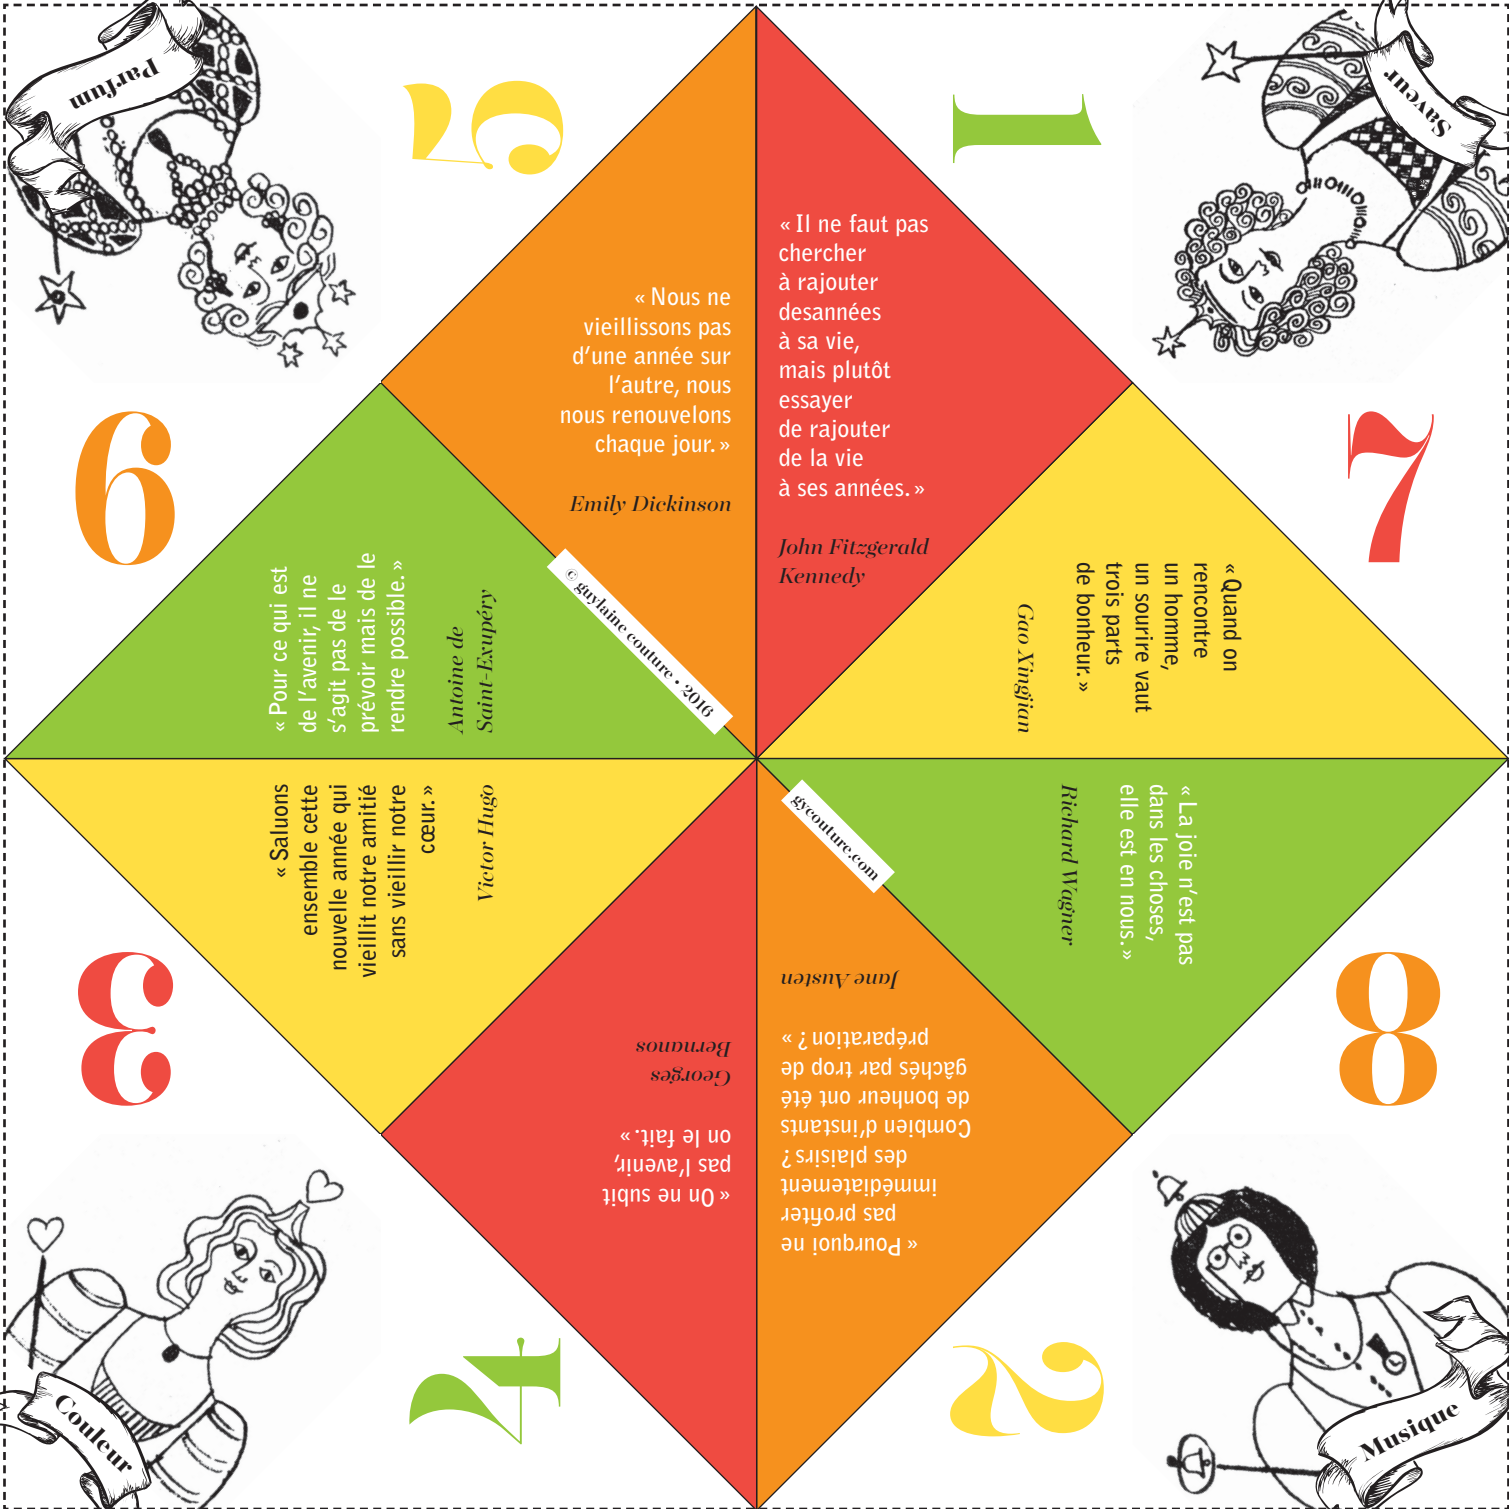 Parfum
5
1
Saveur
« Nous ne
vieillissons pas
d'une année sur
l'autre, nous
nous renouvelons
chaque jour. »
Emily Dickinson
« Il ne faut pas
chercher
à rajouter
desannées
à sa vie,
mais plutôt
essayer
de rajouter
de la vie
à ses années. »
John Fitzgerald
Kennedy
6
7
« Pour ce qui est
de l'avenir, il ne
s'agit pas de le
prévoir mais de le
rendre possible. »
Antoine de
Saint-Exupéry
© guylaine couture • 2016
« Quand on
rencontre
un homme,
un sourire vaut
trois parts
de bonheur. »
Gao Xingjian
« Saluons
ensemble cette
nouvelle année qui
vieillit notre amitié
sans vieillir notre
cœur. »
Victor Hugo
gycouture.com
« La joie n'est pas
dans les choses,
elle est en nous. »
Richard Wagner
3
8
« On ne subit
pas l'avenir,
on le fait. »
Georges
Bernanos
« Pourquoi ne
pas profiter
immédiatement
des plaisirs ?
Combien d'instants
de bonheur ont été
gâchés par trop de
préparation ? »
Jane Austen
4
2
Couleur
Musique